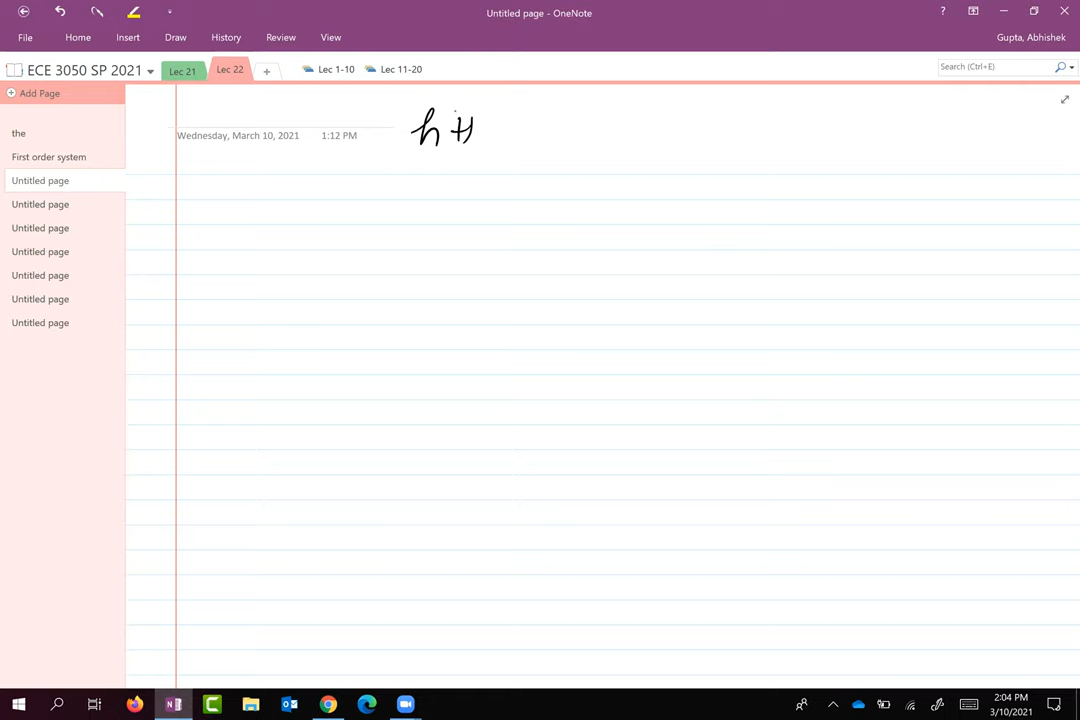 Untitled page - OneNote
?
File Home Insert Draw History Review View
Gupta, Abhishek
ECE 3050 SP 2021 Lec 21 Lec 22 + Lec 1-10 Lec 11-20
Search (Ctrl+E)
Add Page
Wednesday, March 10, 2021 1:12 PM
the
First order system
Untitled page
Untitled page
Untitled page
Untitled page
Untitled page
Untitled page
Untitled page
2:04 PM
3/10/2021